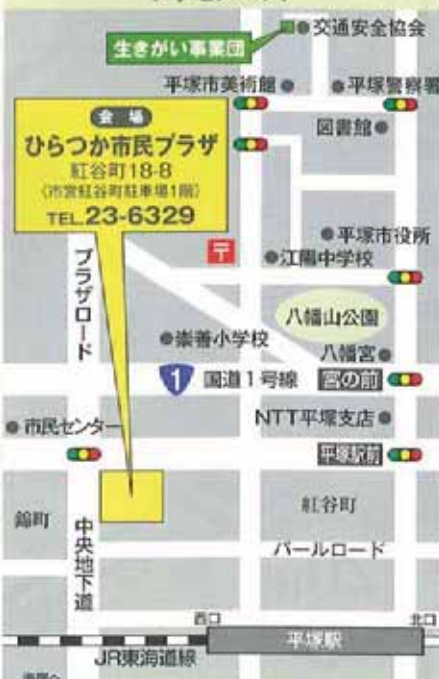 交通安全協会
生きがい事業団
平塚市美術館
平塚警察署
会場
ひらつか市民プラザ
紅谷町18-8
(市営紅谷町駐車場1階)
TEL.23-6329
図書館
平塚市役所
〒
江陽中学校
プラザロード
八幡山公園
崇善小学校
八幡宮
1
国道1号線
宮の前
市民センター
NTT平塚支店
平塚駅前
錦町
中央地下道
紅谷町
パールロード
西口
北口
平塚駅
JR東海道線